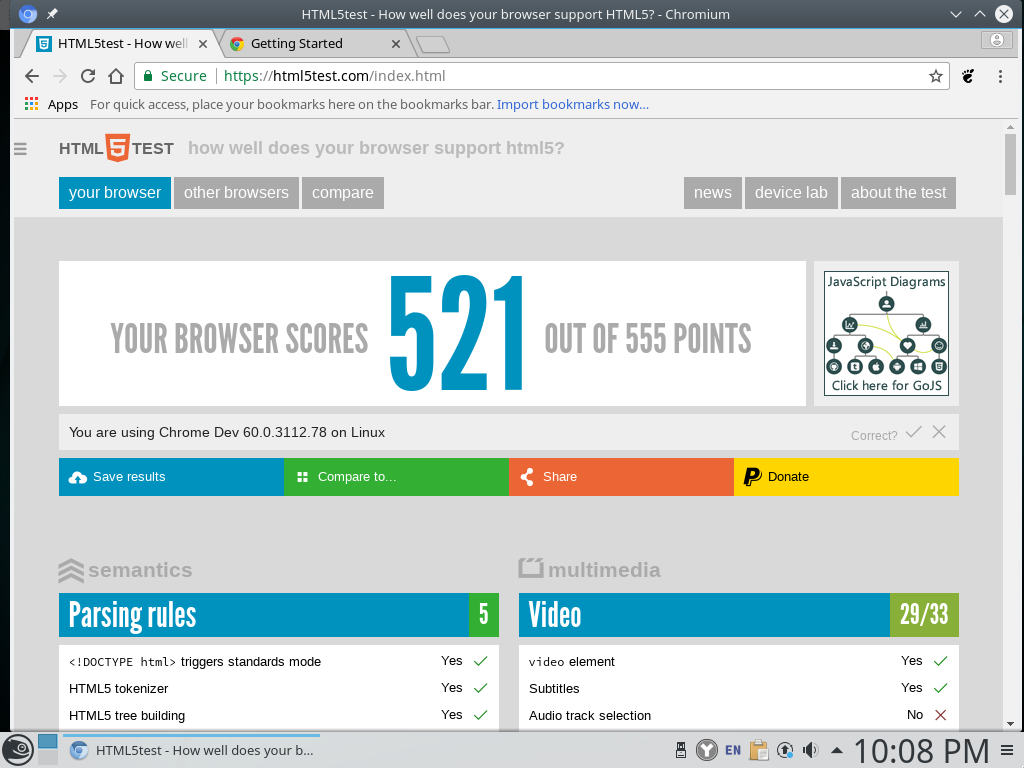 HTML5test - How well does your browser support HTML5? - Chromium
HTML5test - How well
Getting Started
Secure https://html5test.com/index.html
Apps For quick access, place your bookmarks here on the bookmarks bar. Import bookmarks now...
HTML5TEST how well does your browser support html5?
your browser other browsers compare news device lab about the test
YOUR BROWSER SCORES 521 OUT OF 555 POINTS
JavaScript Diagrams
Click here for GoJS
You are using Chrome Dev 60.0.3112.78 on Linux Correct?
Save results Compare to... Share Donate
semantics
Parsing rules 5
<!DOCTYPE html> triggers standards mode Yes
HTML5 tokenizer Yes
HTML5 tree building Yes
multimedia
Video 29/33
video element Yes
Subtitles Yes
Audio track selection No
HTML5test - How well does your b...
EN
10:08 PM